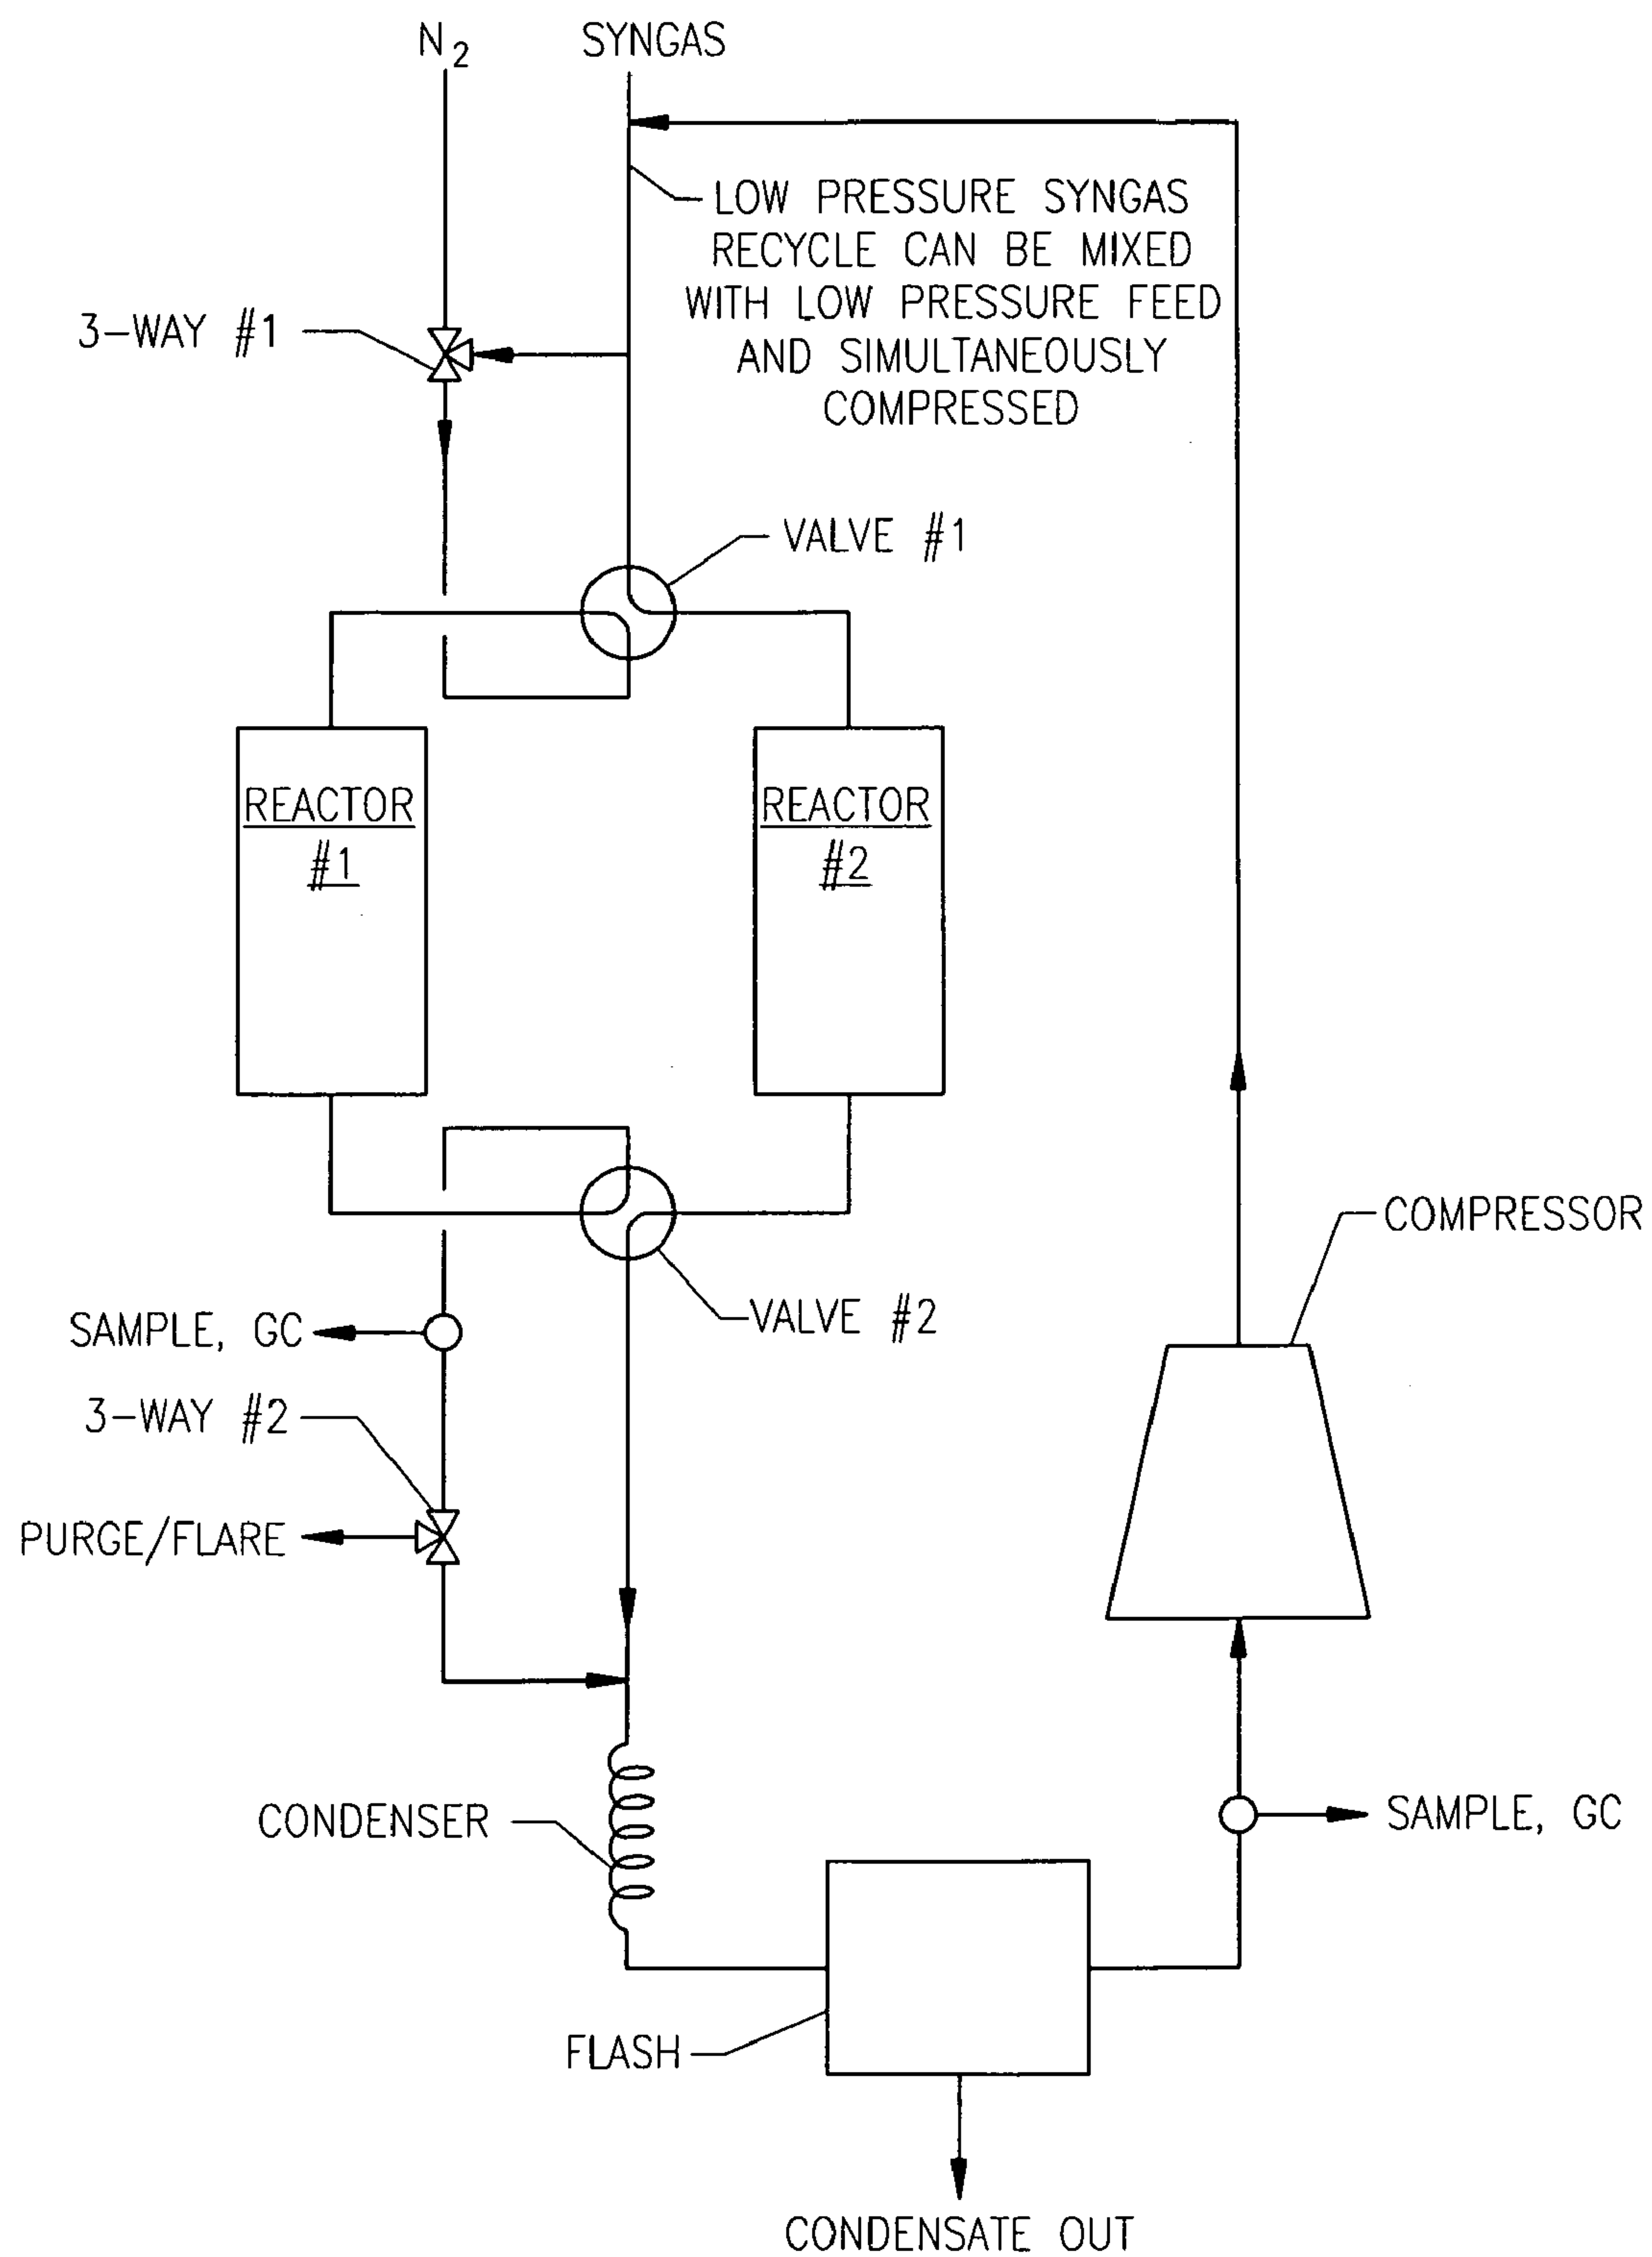 N2
SYNGAS
LOW PRESSURE SYNGAS
RECYCLE CAN BE MIXED
WITH LOW PRESSURE FEED
AND SIMULTANEOUSLY
COMPRESSED
3-WAY #1
VALVE #1
REACTOR
#1
REACTOR
#2
COMPRESSOR
VALVE #2
SAMPLE, GC
3-WAY #2
PURGE/FLARE
CONDENSER
SAMPLE, GC
FLASH
CONDENSATE OUT